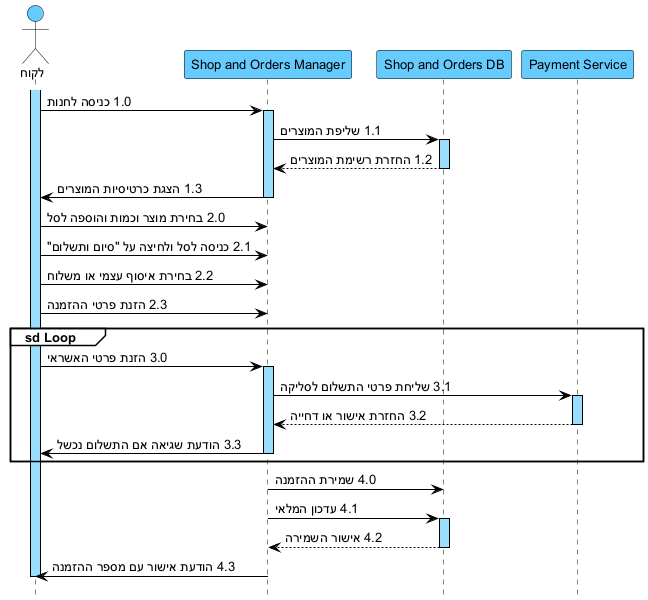 לקוח
Shop and Orders Manager
Shop and Orders DB
Payment Service
1.0 כניסה לחנות
1.1 שליפת המוצרים
1.2 החזרת רשימת המוצרים
1.3 הצגת כרטיסיות המוצרים
2.0 בחירת מוצר וכמות והוספה לסל
2.1 כניסה לסל ולחיצה על "סיום ותשלום"
2.2 בחירת איסוף עצמי או משלוח
2.3 הזנת פרטי ההזמנה
sd Loop
3.0 הזנת פרטי האשראי
3.1 שליחת פרטי התשלום לסליקה
3.2 החזרת אישור או דחייה
3.3 הודעת שגיאה אם התשלום נכשל
4.0 שמירת ההזמנה
4.1 עדכון המלאי
4.2 אישור השמירה
4.3 הודעת אישור עם מספר ההזמנה